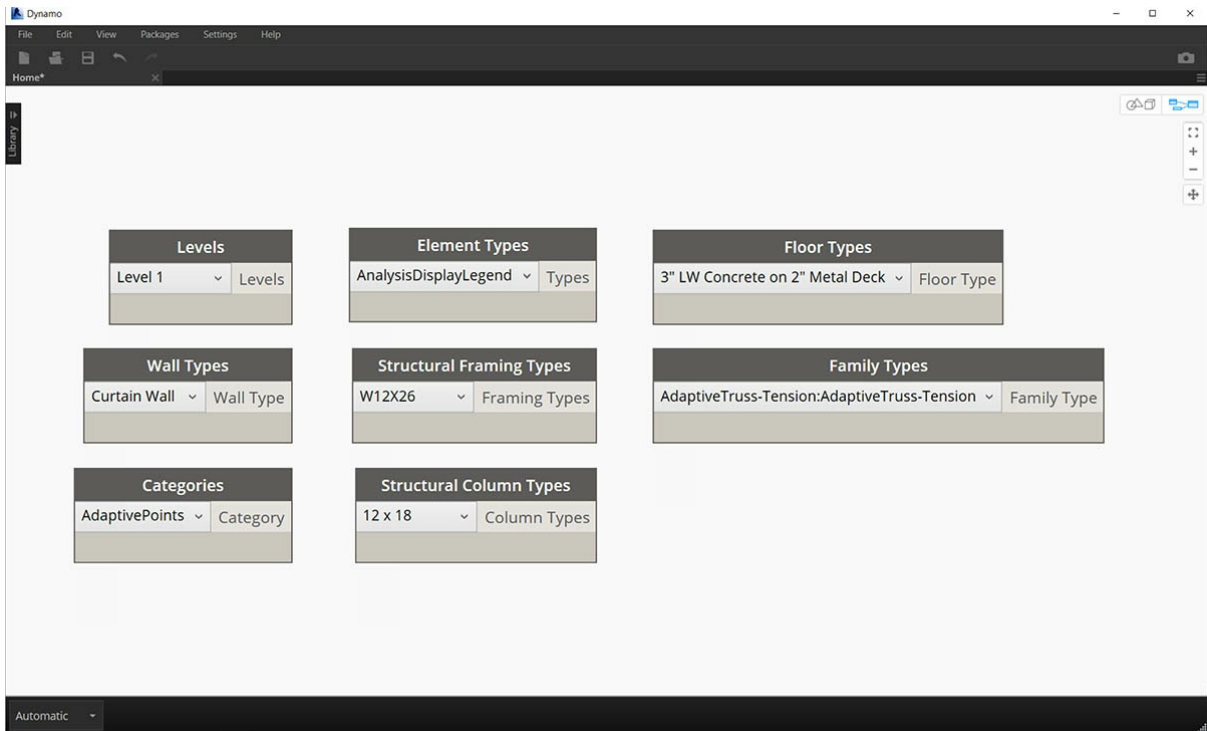 Dynamo
File Edit View Packages Settings Help
Home*
Library
Levels
Level 1 Levels
Element Types
AnalysisDisplayLegend Types
Floor Types
3" LW Concrete on 2" Metal Deck Floor Type
Wall Types
Curtain Wall Wall Type
Structural Framing Types
W12X26 Framing Types
Family Types
AdaptiveTruss-Tension:AdaptiveTruss-Tension Family Type
Categories
AdaptivePoints Category
Structural Column Types
12 x 18 Column Types
Automatic